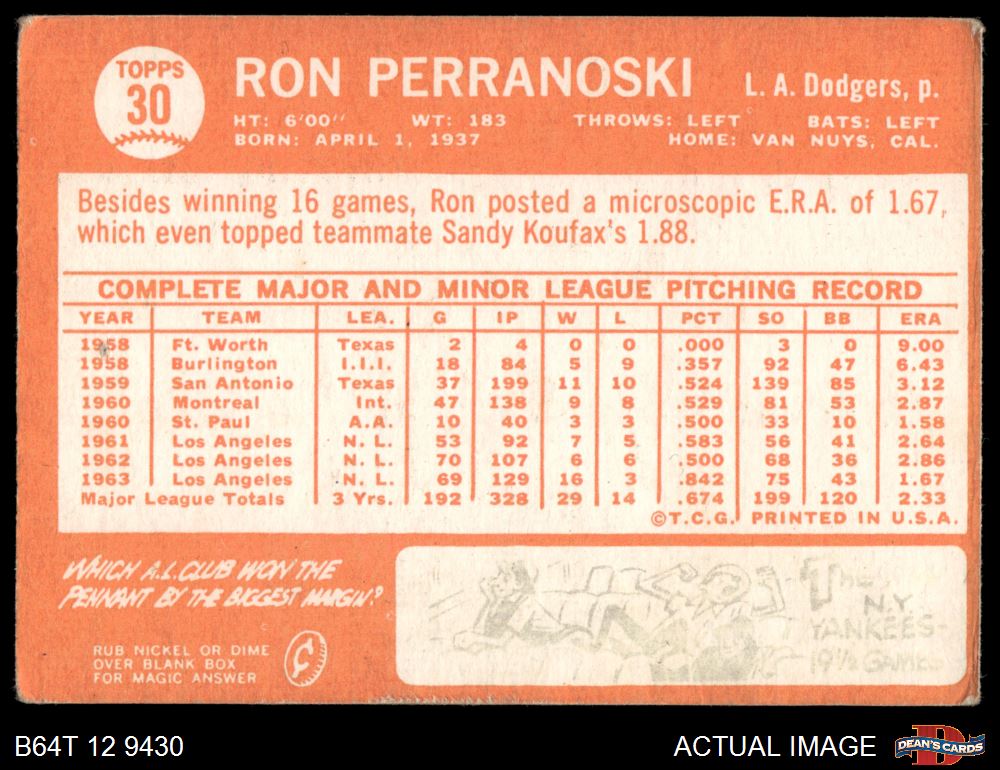 TOPPS
30
RON PERRANOSKI L. A. Dodgers, p.
HT: 6'00'' WT: 183 THROWS: LEFT BATS: LEFT
BORN: APRIL 1, 1937 HOME: VAN NUYS, CAL.
Besides winning 16 games, Ron posted a microscopic E.R.A. of 1.67,
which even topped teammate Sandy Koufax's 1.88.
COMPLETE MAJOR AND MINOR LEAGUE PITCHING RECORD
YEAR TEAM LEA. G IP W L PCT SO BB ERA
1958 Ft. Worth Texas 2 4 0 0 .000 3 0 9.00
1958 Burlington I.I.I. 18 84 5 9 .357 92 47 6.43
1959 San Antonio Texas 37 199 11 10 .524 139 85 3.12
1960 Montreal Int. 47 138 9 8 .529 81 53 2.87
1960 St. Paul A.A. 10 40 3 3 .500 33 10 1.58
1961 Los Angeles N. L. 53 92 7 5 .583 56 41 2.64
1962 Los Angeles N. L. 70 107 6 6 .500 68 36 2.86
1963 Los Angeles N. L. 69 129 16 3 .842 75 43 1.67
Major League Totals 3 Yrs. 192 328 29 14 .674 199 120 2.33
©T.C.G. PRINTED IN U.S.A.
WHICH A.L. CLUB WON THE
PENNANT BY THE BIGGEST MARGIN?
RUB NICKEL OR DIME
OVER BLANK BOX
FOR MAGIC ANSWER
THE
N.Y.
YANKEES-
19½ GAMES
B64T 12 9430 ACTUAL IMAGE DEAN'S CARDS